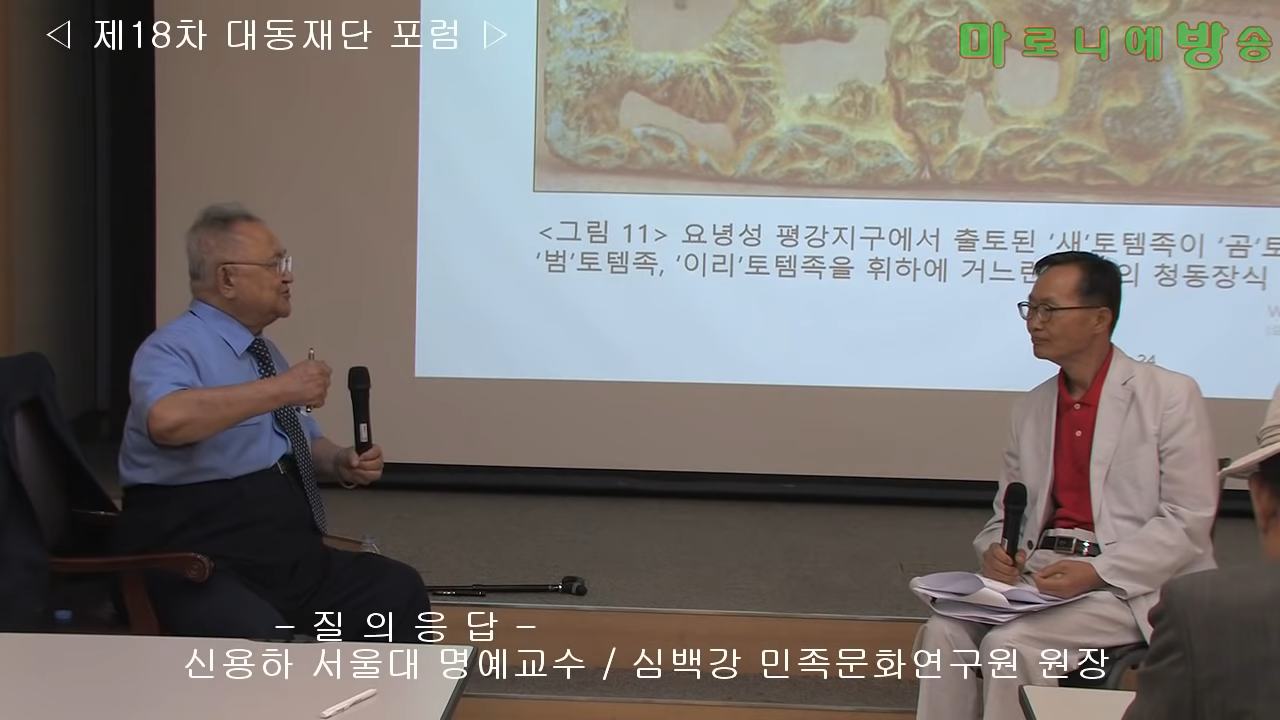 ◁ 제18차 대동재단 포럼 ▷
마로니에방송
<그림 11> 요녕성 평강지구에서 출토된 '새'토템족이 '곰'토
'범'토템족, '이리'토템족을 휘하에 거느린 의 청동장식
24
- 질 의 응 답 -
신용하 서울대 명예교수 / 심백강 민족문화연구원 원장